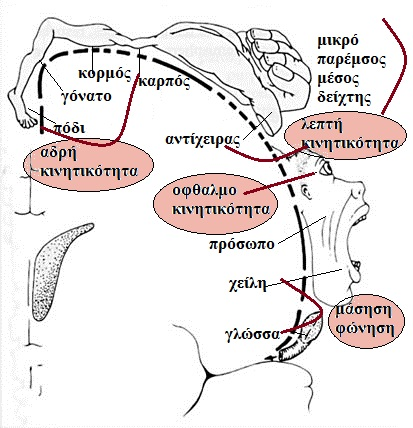 μικρό
παρέμσος
μέσος
δείχτης
κορμός
καρπός
γόνατο
πόδι
αντίχειρας
λεπτή
κινητικότητα
αδρή
κινητικότητα
οφθαλμο
κινητικότητα
πρόσωπο
χείλη
μάσηση
φώνηση
γλώσσα